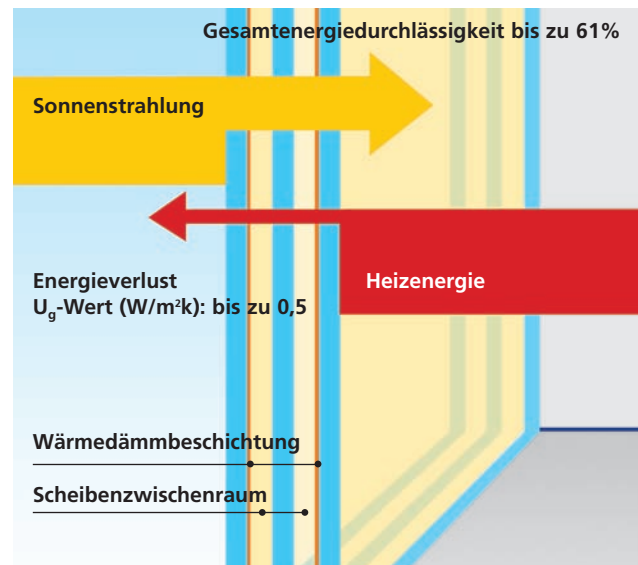 Gesamtenergiedurchlässigkeit bis zu 61%
Sonnenstrahlung
Energieverlust
Ug-Wert (W/m²k): bis zu 0,5
Heizenergie
Wärmedämmbeschichtung
Scheibenzwischenraum